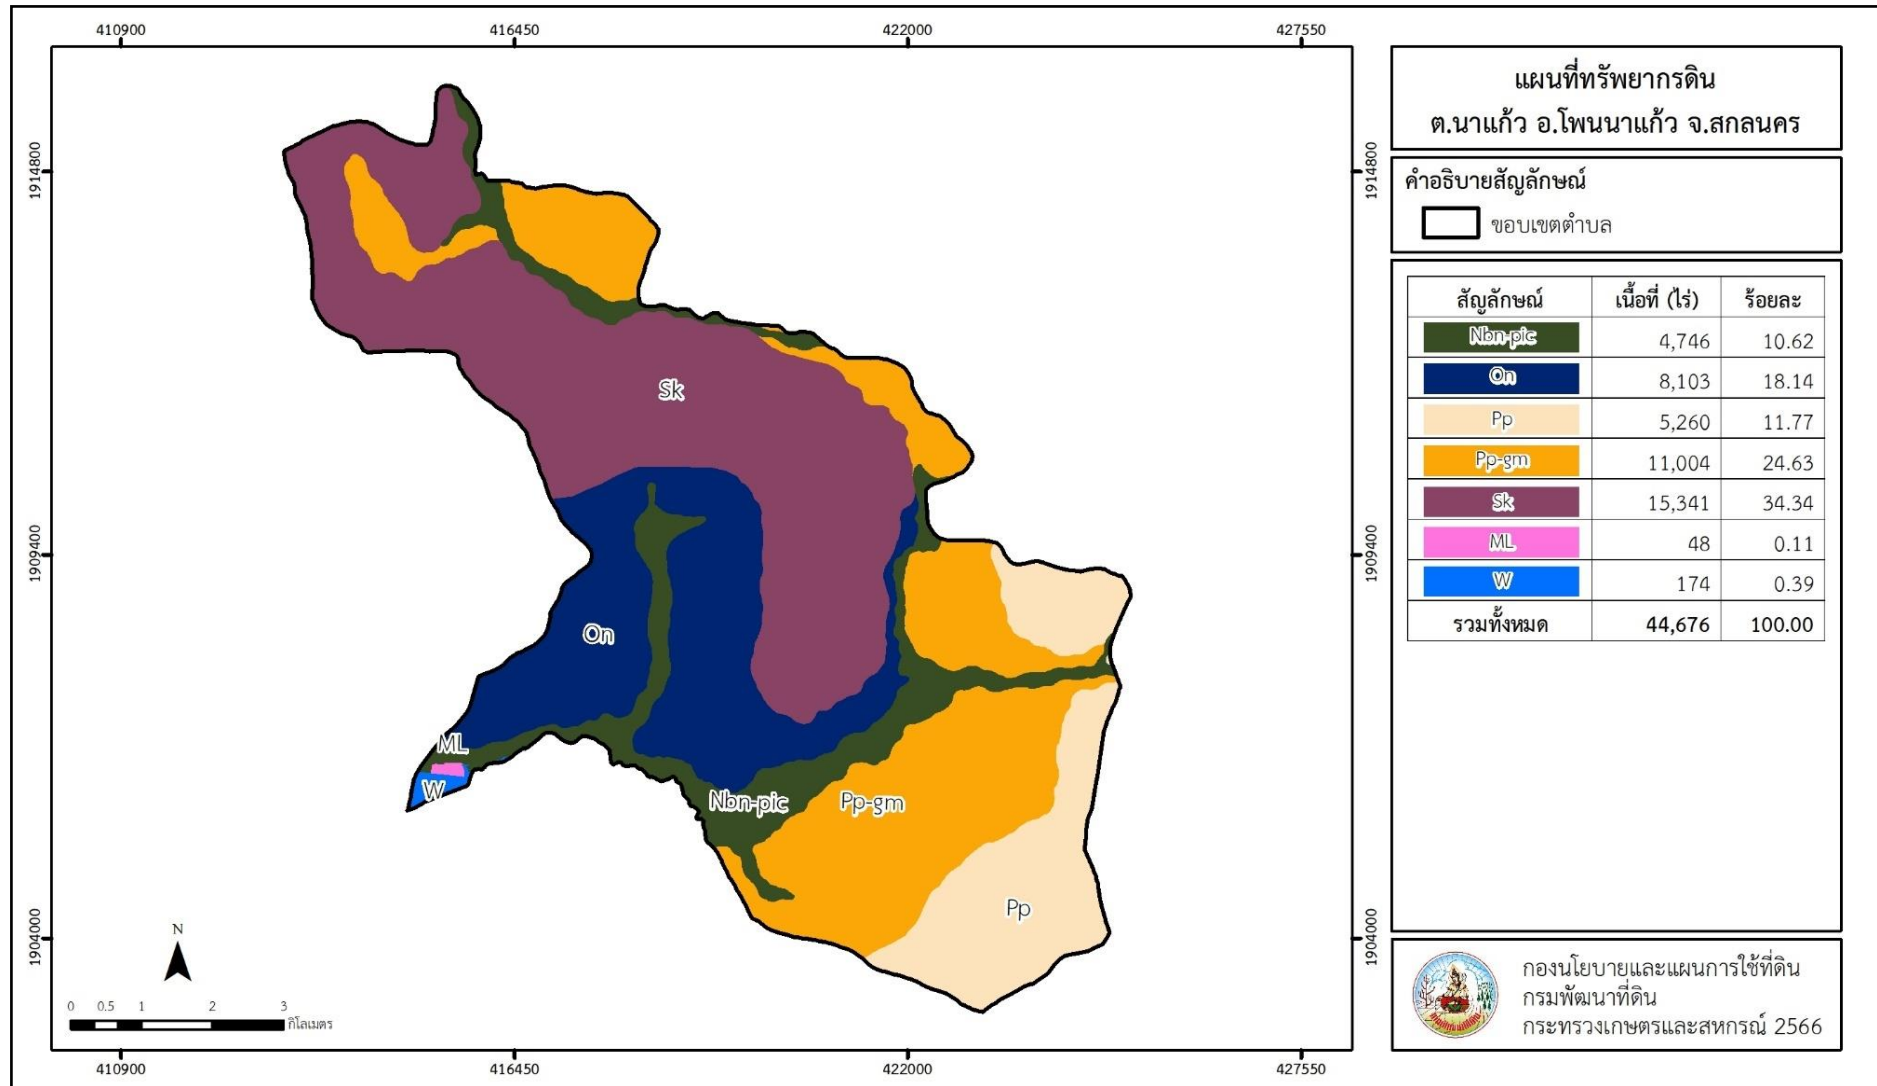 410900 416450 422000 427550
1914800
1909400
1904000
1914800
1909400
1904000
Sk
On
ML
W
Nbn-pic
Pp-gm
Pp
N
0 0.5 1 2 3
กิโลเมตร
410900 416450 422000 427550
แผนที่ทรัพยากรดิน
ต.นาแก้ว อ.โพนนาแก้ว จ.สกลนคร
คำอธิบายสัญลักษณ์
ขอบเขตตำบล
สัญลักษณ์ เนื้อที่ (ไร่) ร้อยละ
Nbn-pic 4,746 10.62
On 8,103 18.14
Pp 5,260 11.77
Pp-gm 11,004 24.63
Sk 15,341 34.34
ML 48 0.11
W 174 0.39
รวมทั้งหมด 44,676 100.00
กองนโยบายและแผนการใช้ที่ดิน
กรมพัฒนาที่ดิน
กระทรวงเกษตรและสหกรณ์ 2566